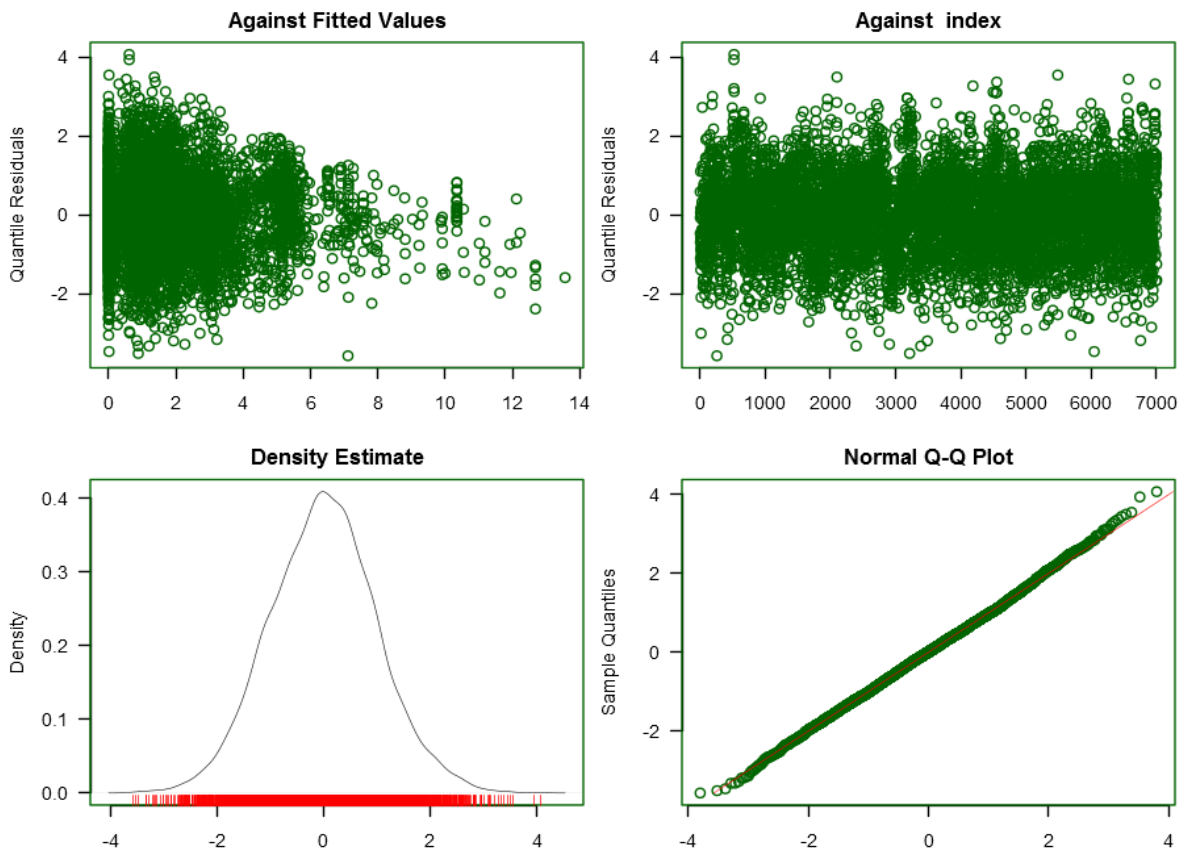 Against Fitted Values
Quantile Residuals
4
2
0
-2
0 2 4 6 8 10 12 14
Against  index
Quantile Residuals
4
2
0
-2
0 1000 2000 3000 4000 5000 6000 7000
Density Estimate
Density
0.4
0.3
0.2
0.1
0.0
-4 -2 0 2 4
Normal Q-Q Plot
Sample Quantiles
4
2
0
-2
-4 -2 0 2 4